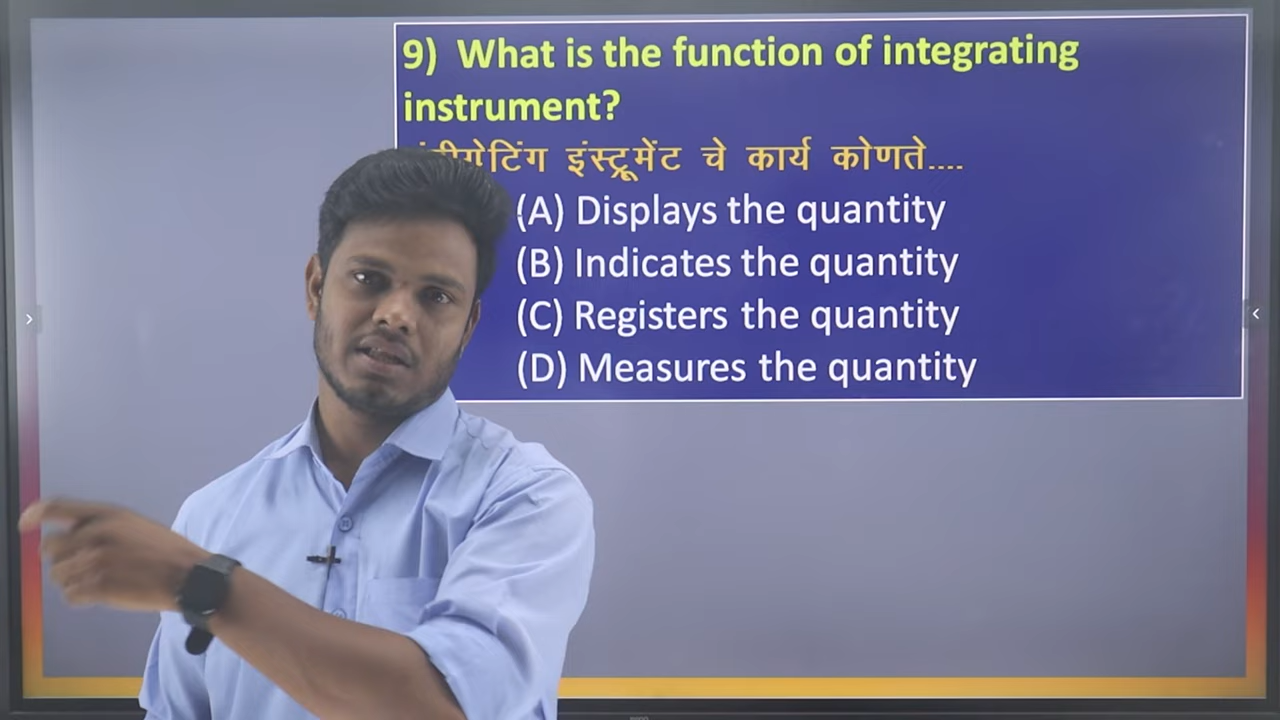 9) What is the function of integrating
instrument?
इंस्ट्रूमेंट चे कार्य कोणते....
(A) Displays the quantity
(B) Indicates the quantity
(C) Registers the quantity
(D) Measures the quantity